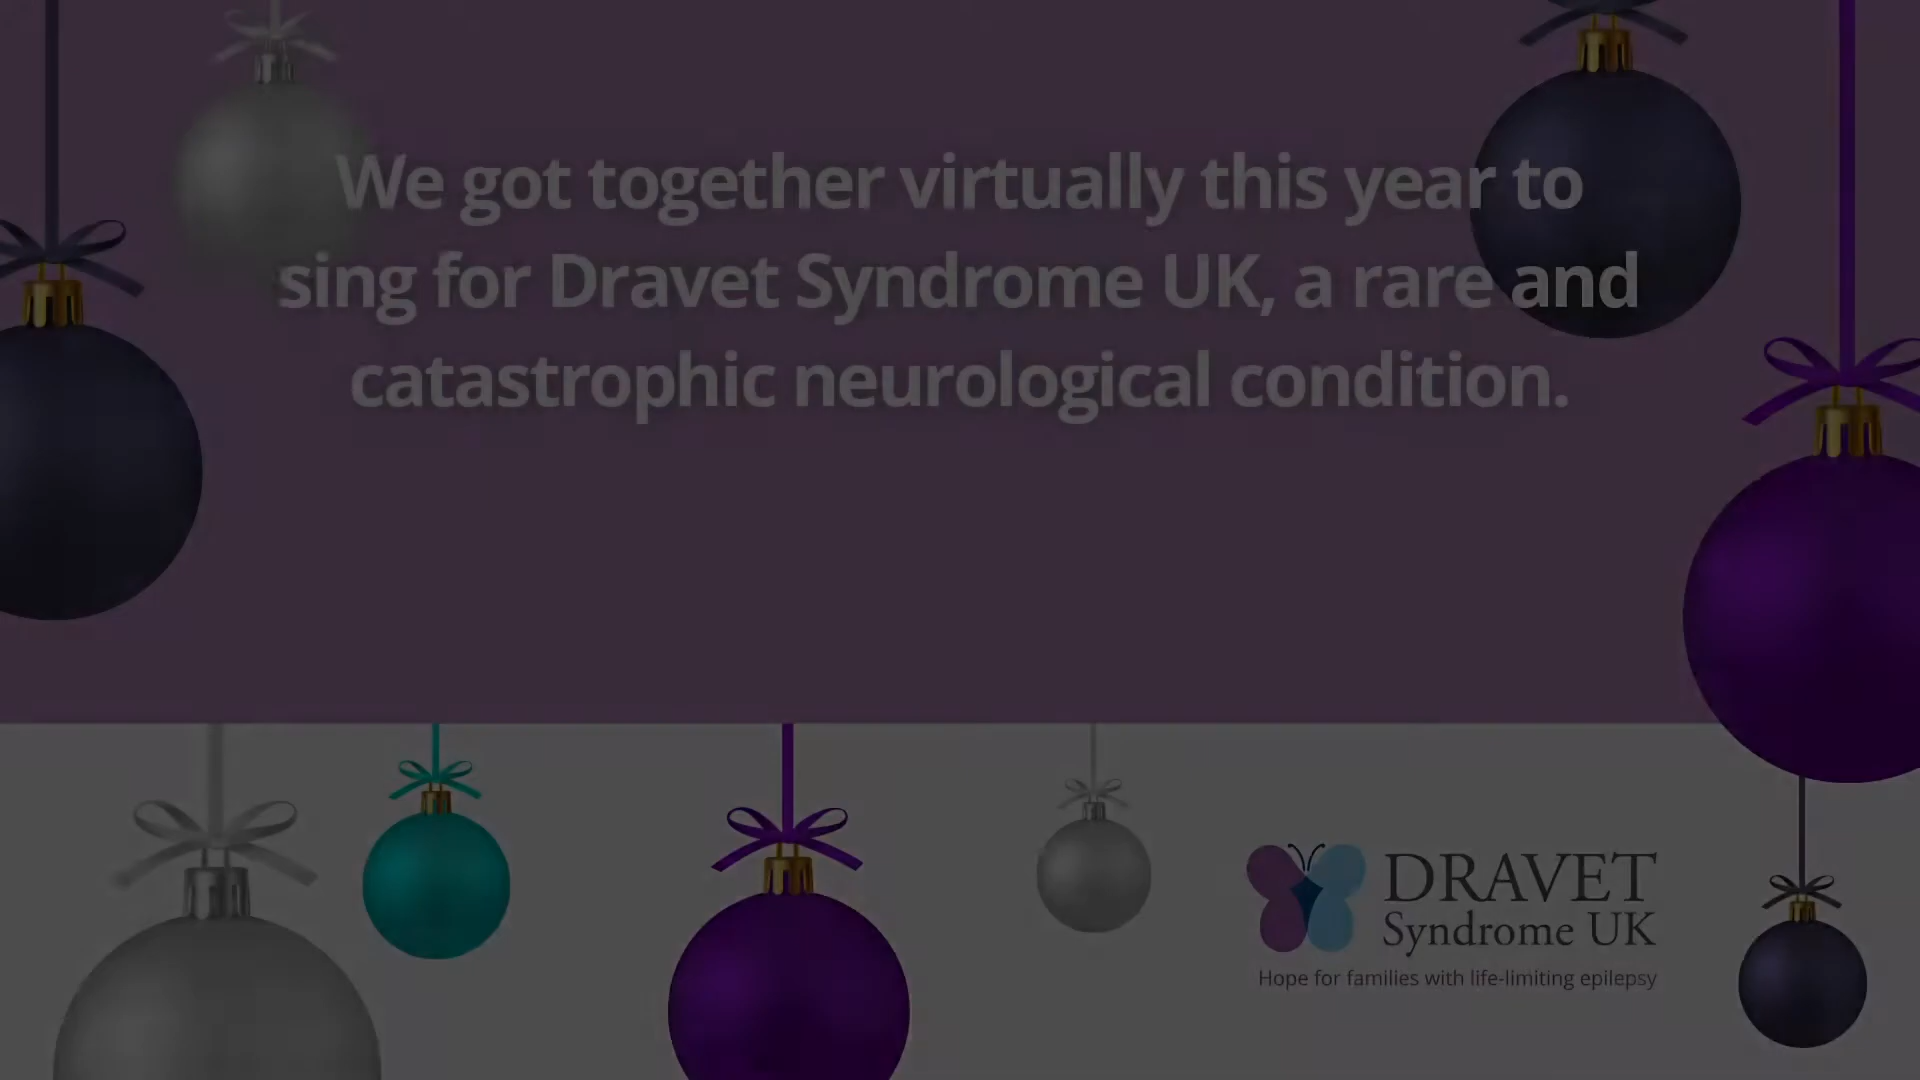 We got together virtually this year to
sing for Dravet Syndrome UK, a rare and
catastrophic neurological condition.
DRAVET
Syndrome UK
Hope for families with life-limiting epilepsy